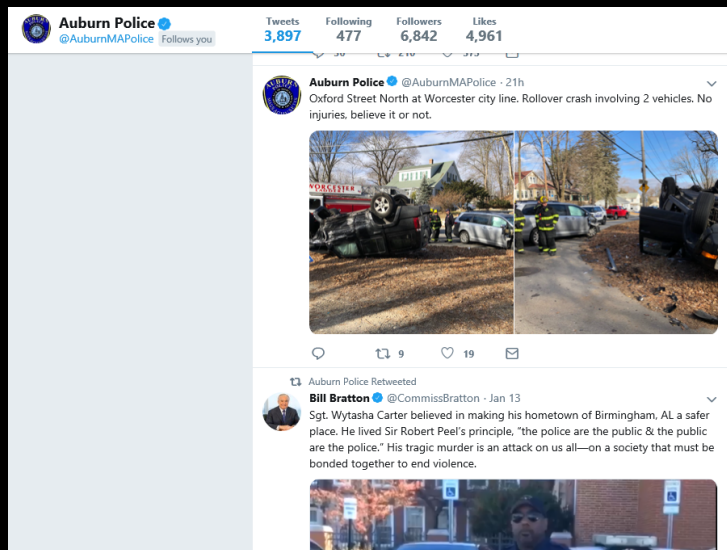 Auburn Police
@AuburnMAPolice Follows you
Tweets Following Followers Likes
3,897 477 6,842 4,961
Auburn Police @AuburnMAPolice · 21h
Oxford Street North at Worcester city line. Rollover crash involving 2 vehicles. No
injuries, believe it or not.
WORCESTER
9 19
Auburn Police Retweeted
Bill Bratton @CommissBratton · Jan 13
Sgt. Wytasha Carter believed in making his hometown of Birmingham, AL a safer
place. He lived Sir Robert Peel's principle, "the police are the public & the public
are the police." His tragic murder is an attack on us all—on a society that must be
bonded together to end violence.